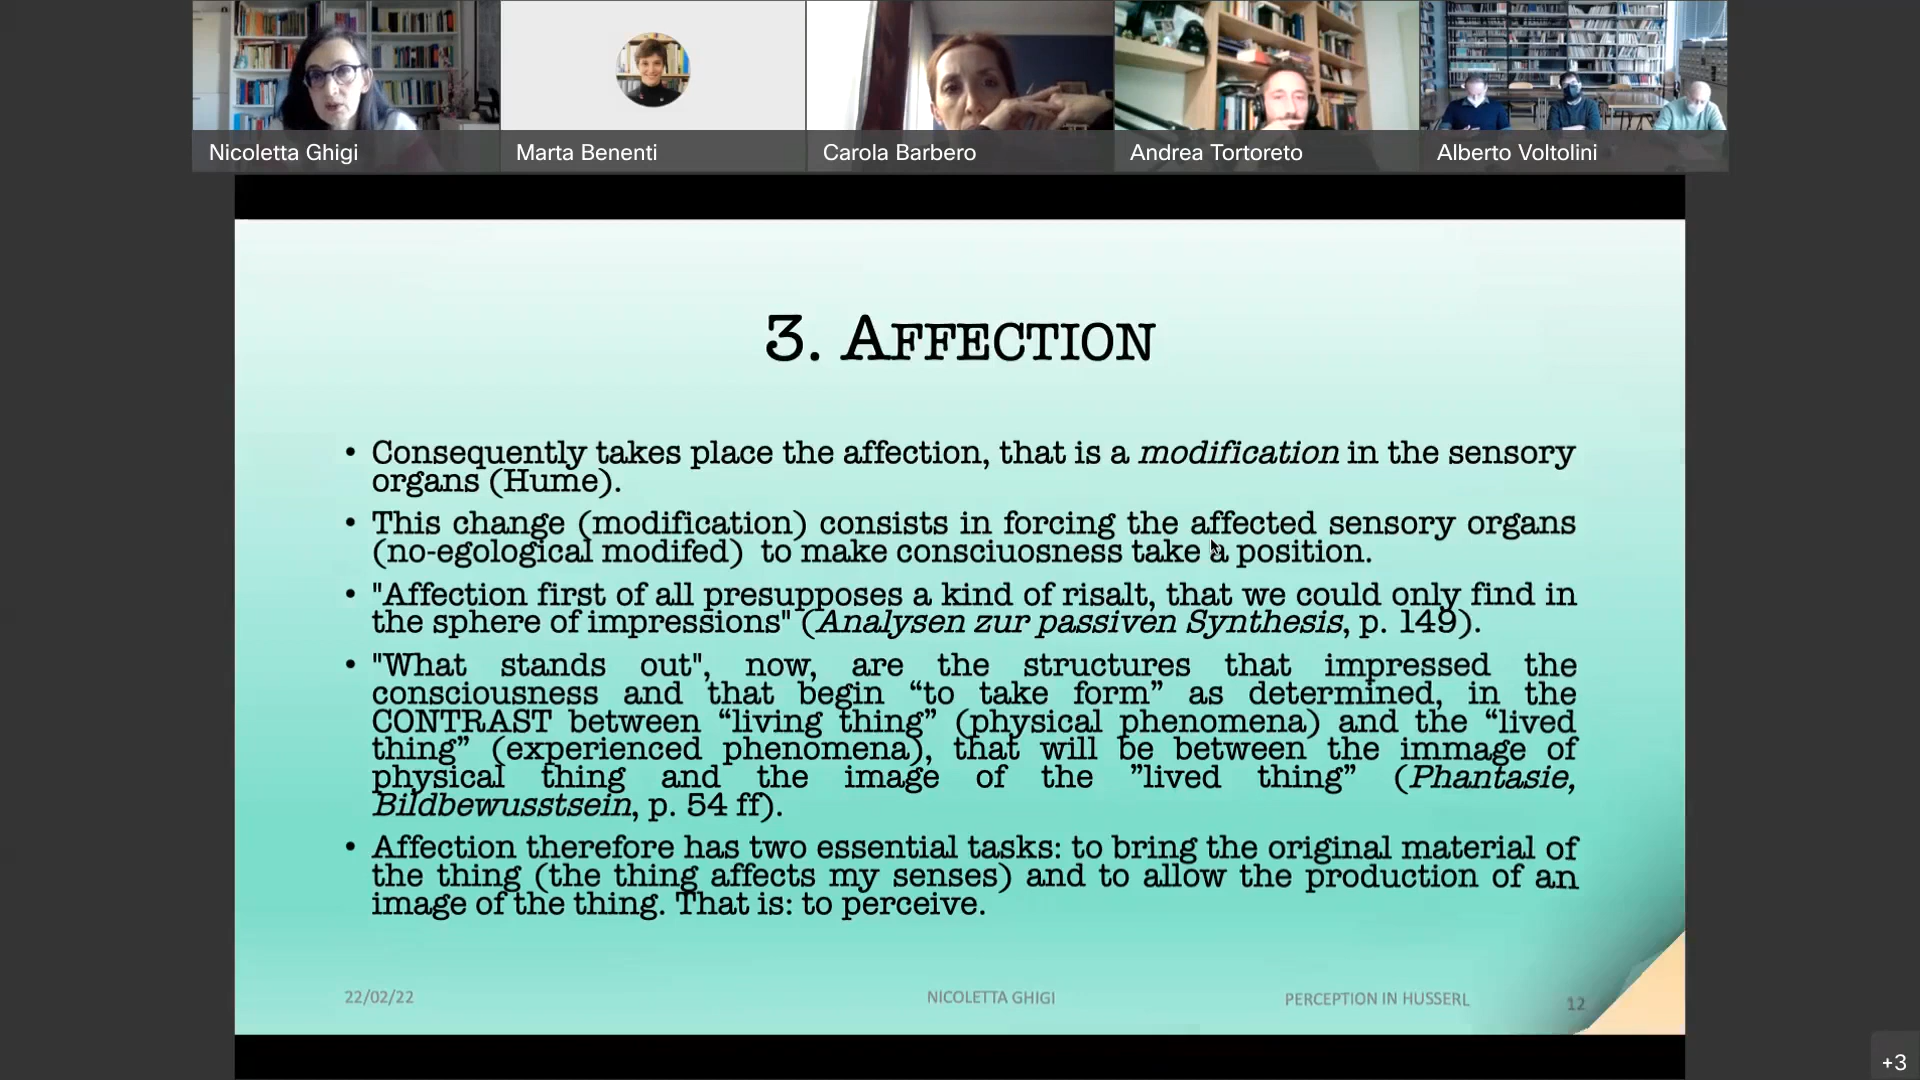 Nicoletta Ghigi
Marta Benenti
Carola Barbero
Andrea Tortoreto
Alberto Voltolini
3. AFFECTION
• Consequently takes place the affection, that is a modification in the sensory
organs (Hume).
• This change (modification) consists in forcing the affected sensory organs
(no-egological modifed) to make consciuosness take a position.
• "Affection first of all presupposes a kind of risalt, that we could only find in
the sphere of impressions" (Analysen zur passiven Synthesis, p. 149).
• "What stands out", now, are the structures that impressed the
consciousness and that begin “to take form” as determined, in the
CONTRAST between “living thing” (physical phenomena) and the “lived
thing” (experienced phenomena), that will be between the immage of
physical thing and the image of the ”lived thing” (Phantasie,
Bildbewusstsein, p. 54 ff).
• Affection therefore has two essential tasks: to bring the original material of
the thing (the thing affects my senses) and to allow the production of an
image of the thing. That is: to perceive.
22/02/22
NICOLETTA GHIGI
PERCEPTION IN HUSSERL
12
+3